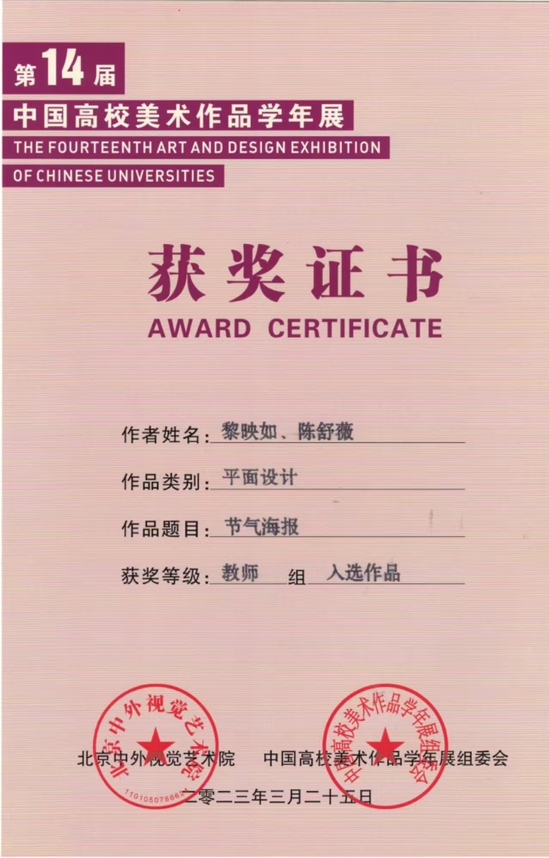 第14届
中国高校美术作品学年展
THE FOURTEENTH ART AND DESIGN EXHIBITION
OF CHINESE UNIVERSITIES
获奖证书
AWARD CERTIFICATE
作者姓名：黎映如、陈舒薇
作品类别：平面设计
作品题目：节气海报
获奖等级：教师 组 入选作品
北京中外视觉艺术院
中国高校美术作品学年展组委会
北京中外视觉艺术院 中国高校美术作品学年展组委会
二零二三年三月二十五日